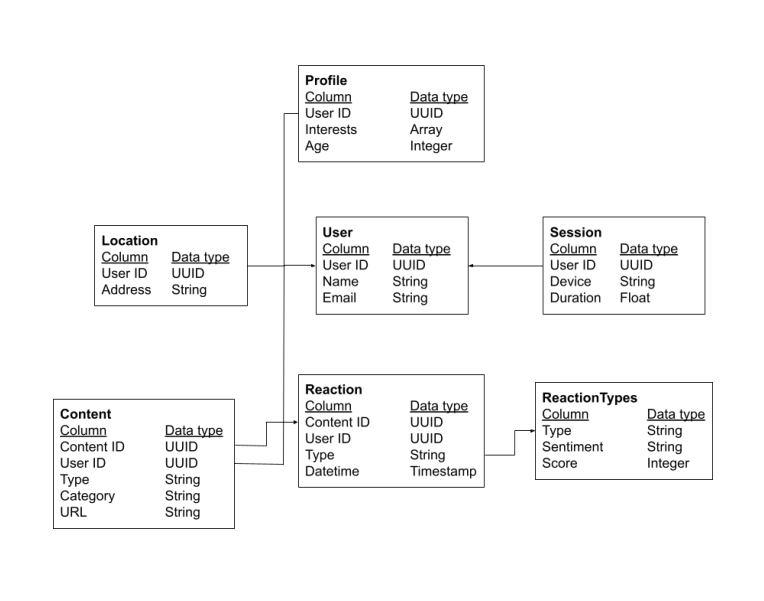 Profile
Column Data type
User ID UUID
Interests Array
Age Integer
Location
Column Data type
User ID UUID
Address String
User
Column Data type
User ID UUID
Name String
Email String
Session
Column Data type
User ID UUID
Device String
Duration Float
Content
Column Data type
Content ID UUID
User ID UUID
Type String
Category String
URL String
Reaction
Column Data type
Content ID UUID
User ID UUID
Type String
Datetime Timestamp
ReactionTypes
Column Data type
Type String
Sentiment String
Score Integer